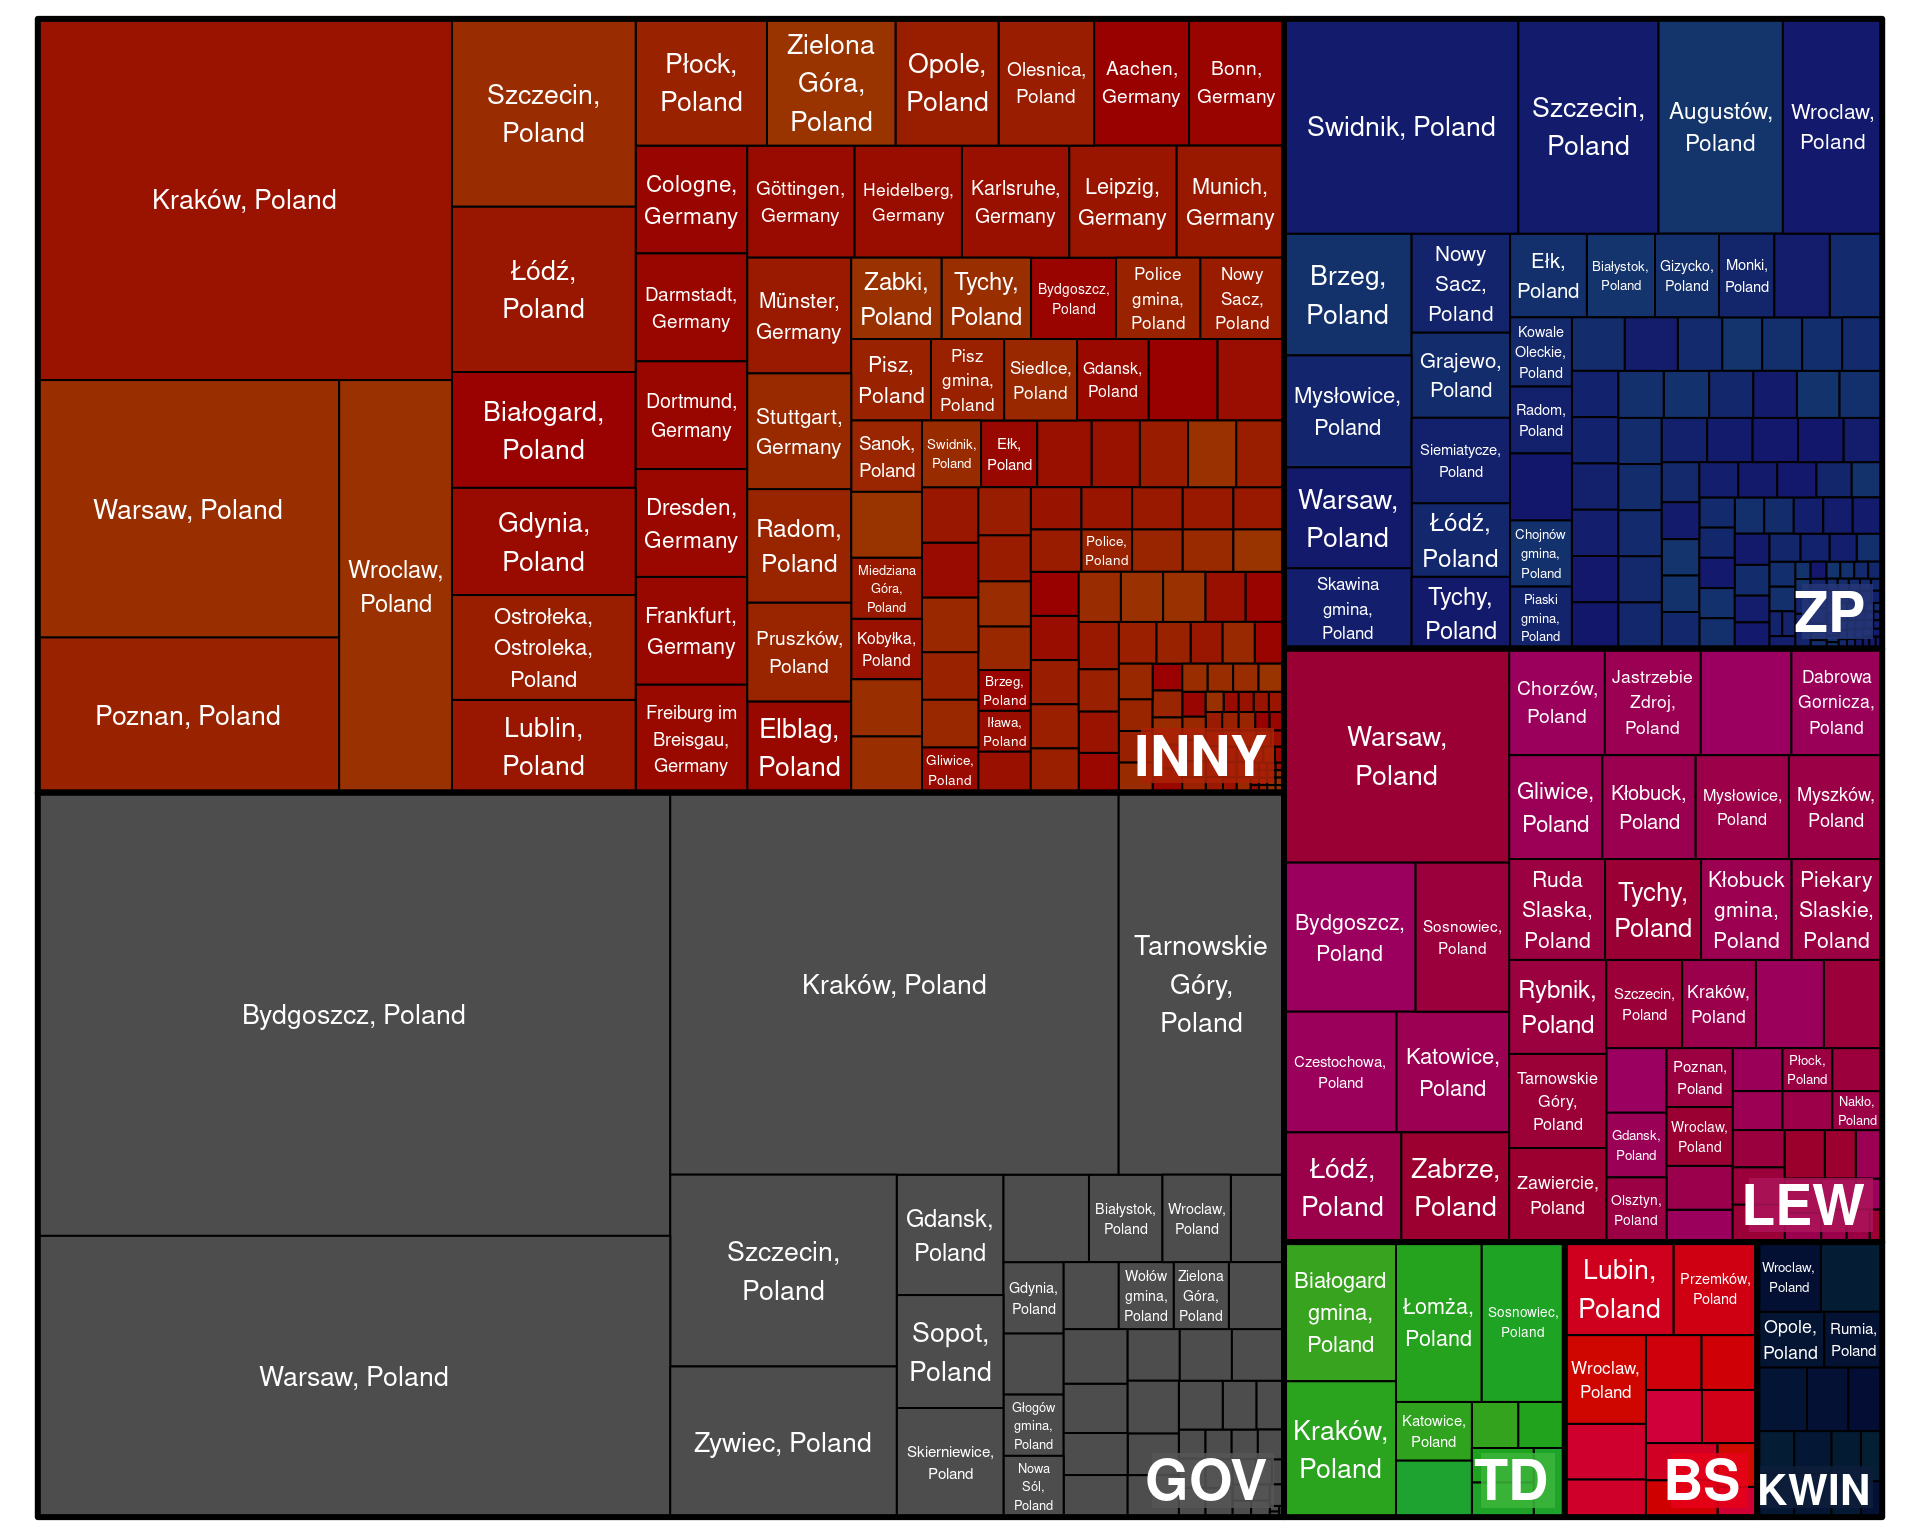 Kraków, Poland
Warsaw, Poland
Poznan, Poland
Wroclaw,
Poland
Szczecin,
Poland
Łódź,
Poland
Białogard,
Poland
Gdynia,
Poland
Ostrołeka,
Ostroleka,
Poland
Lublin,
Poland
Płock,
Poland
Zielona
Góra,
Poland
Opole,
Poland
Olesnica,
Poland
Aachen,
Germany
Bonn,
Germany
Cologne,
Germany
Göttingen,
Germany
Heidelberg,
Germany
Karlsruhe,
Germany
Leipzig,
Germany
Munich,
Germany
Darmstadt,
Germany
Dortmund,
Germany
Dresden,
Germany
Frankfurt,
Germany
Freiburg im
Breisgau,
Germany
Münster,
Germany
Stuttgart,
Germany
Radom,
Poland
Pruszków,
Poland
Elblag,
Poland
Zabki,
Poland
Tychy,
Poland
Bydgoszcz,
Poland
Police
gmina,
Poland
Nowy
Sacz,
Poland
Pisz,
Poland
Pisz
gmina,
Poland
Siedlce,
Poland
Gdansk,
Poland
Sanok,
Poland
Swidnik,
Poland
Ełk,
Poland
Miedziana
Góra,
Poland
Kobyłka,
Poland
Police,
Poland
Brzeg,
Poland
Iława,
Poland
Gliwice,
Poland
INNY
Bydgoszcz, Poland
Warsaw, Poland
Kraków, Poland
Tarnowskie
Góry,
Poland
Szczecin,
Poland
Zywiec, Poland
Gdansk,
Poland
Sopot,
Poland
Skierniewice,
Poland
Białystok,
Poland
Wroclaw,
Poland
Gdynia,
Poland
Wołów
gmina,
Poland
Zielona
Góra,
Poland
Głogów
gmina,
Poland
Nowa
Sól,
Poland
GOV
Swidnik, Poland
Szczecin,
Poland
Augustów,
Poland
Wroclaw,
Poland
Brzeg,
Poland
Mysłowice,
Poland
Warsaw,
Poland
Skawina
gmina,
Poland
Nowy
Sacz,
Poland
Grajewo,
Poland
Siemiatycze,
Poland
Łódź,
Poland
Tychy,
Poland
Ełk,
Poland
Białystok,
Poland
Gizycko,
Poland
Monki,
Poland
Kowale
Oleckie,
Poland
Radom,
Poland
Chojnów
gmina,
Poland
Piaski
gmina,
Poland
ZP
Warsaw,
Poland
Bydgoszcz,
Poland
Sosnowiec,
Poland
Czestochowa,
Poland
Katowice,
Poland
Łódź,
Poland
Zabrze,
Poland
Chorzów,
Poland
Jastrzebie
Zdroj,
Poland
Dabrowa
Gornicza,
Poland
Gliwice,
Poland
Kłobuck,
Poland
Mysłowice,
Poland
Myszków,
Poland
Ruda
Slaska,
Poland
Tychy,
Poland
Kłobuck
gmina,
Poland
Piekary
Slaskie,
Poland
Rybnik,
Poland
Szczecin,
Poland
Kraków,
Poland
Tarnowskie
Góry,
Poland
Zawiercie,
Poland
Poznan,
Poland
Płock,
Poland
Nakło,
Poland
Gdansk,
Poland
Wroclaw,
Poland
Olsztyn,
Poland
LEW
Białogard
gmina,
Poland
Łomża,
Poland
Sosnowiec,
Poland
Kraków,
Poland
Katowice,
Poland
TD
Lubin,
Poland
Przemków,
Poland
Wroclaw,
Poland
BS
Wroclaw,
Poland
Opole,
Poland
Rumia,
Poland
KWIN